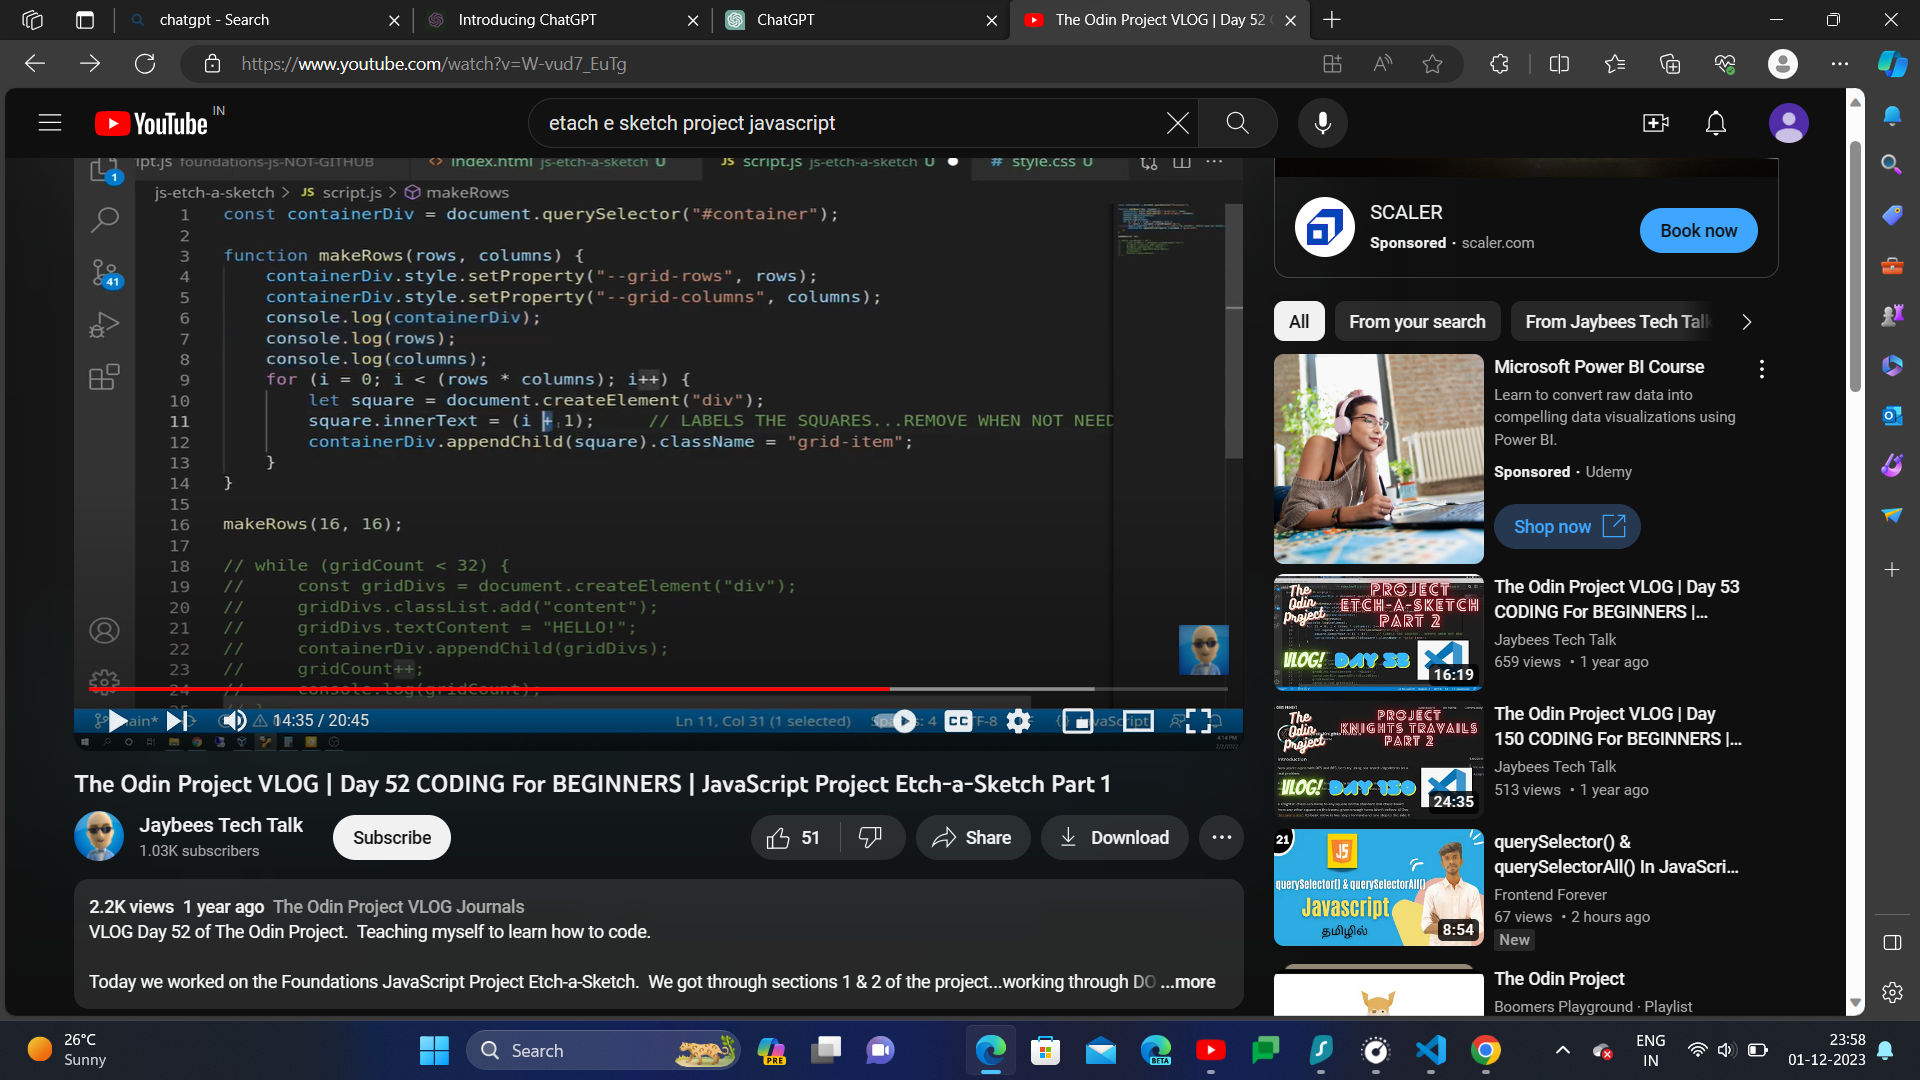 chatgpt - Search
Introducing ChatGPT
ChatGPT
The Odin Project VLOG | Day 52
https://www.youtube.com/watch?v=W-vud7_EuTg
YouTube IN
etach e sketch project javascript
ipt.js foundations-js-NOT-GITHUB
<> index.html js-etch-a-sketch U
JS script.js js-etch-a-sketch U
# style.css U
js-etch-a-sketch > JS script.js > makeRows
1 const containerDiv = document.querySelector("#container");
2
3 function makeRows(rows, columns) {
4 containerDiv.style.setProperty("--grid-rows", rows);
5 containerDiv.style.setProperty("--grid-columns", columns);
6 console.log(containerDiv);
7 console.log(rows);
8 console.log(columns);
9 for (i = 0; i < (rows * columns); i++) {
10 let square = document.createElement("div");
11 square.innerText = (i + 1); // LABELS THE SQUARES...REMOVE WHEN NOT NEED
12 containerDiv.appendChild(square).className = "grid-item";
13 }
14 }
15
16 makeRows(16, 16);
17
18 // while (gridCount < 32) {
19 // const gridDivs = document.createElement("div");
20 // gridDivs.classList.add("content");
21 // gridDivs.textContent = "HELLO!";
22 // containerDiv.appendChild(gridDivs);
23 // gridCount++;
24 // console.log(gridCount);
1
41
14:35 / 20:45
Ln 11, Col 31 (1 selected)
CC
The Odin Project VLOG | Day 52 CODING For BEGINNERS | JavaScript Project Etch-a-Sketch Part 1
Jaybees Tech Talk
1.03K subscribers
Subscribe
51
Share
Download
2.2K views 1 year ago The Odin Project VLOG Journals
VLOG Day 52 of The Odin Project. Teaching myself to learn how to code.
Today we worked on the Foundations JavaScript Project Etch-a-Sketch. We got through sections 1 & 2 of the project...working through DO ...more
SCALER
Sponsored · scaler.com
Book now
All
From your search
From Jaybees Tech Talk
Microsoft Power BI Course
Learn to convert raw data into
compelling data visualizations using
Power BI.
Sponsored · Udemy
Shop now
The Odin Project
PROJECT
ETCH-A-SKETCH
PART 2
VLOG! DAY 53
16:19
The Odin Project VLOG | Day 53
CODING For BEGINNERS |...
Jaybees Tech Talk
659 views • 1 year ago
The Odin Project
PROJECT
KNIGHTS TRAVAILS
PART 2
VLOG! DAY 150
24:35
The Odin Project VLOG | Day
150 CODING For BEGINNERS |...
Jaybees Tech Talk
513 views • 1 year ago
21
JS
querySelector() & querySelectorAll()
Javascript
தமிழில்
8:54
querySelector() &
querySelectorAll() In JavaScri...
Frontend Forever
67 views • 2 hours ago
New
The Odin Project
Boomers Playground · Playlist
26°C
Sunny
Search
PRE
BETA
ENG
IN
23:58
01-12-2023